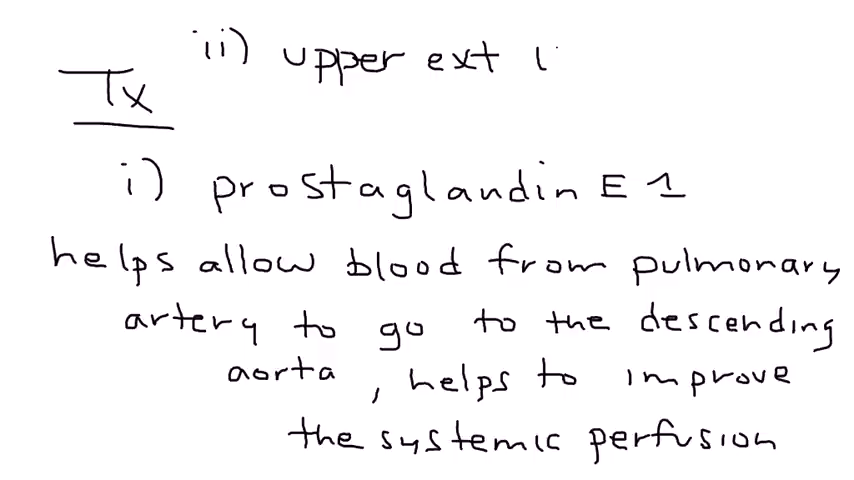 ii) upper ext
Tx
i) prostaglandin E 1
helps allow blood from pulmonary
artery to go to the descending
aorta, helps to improve
the systemic perfusion